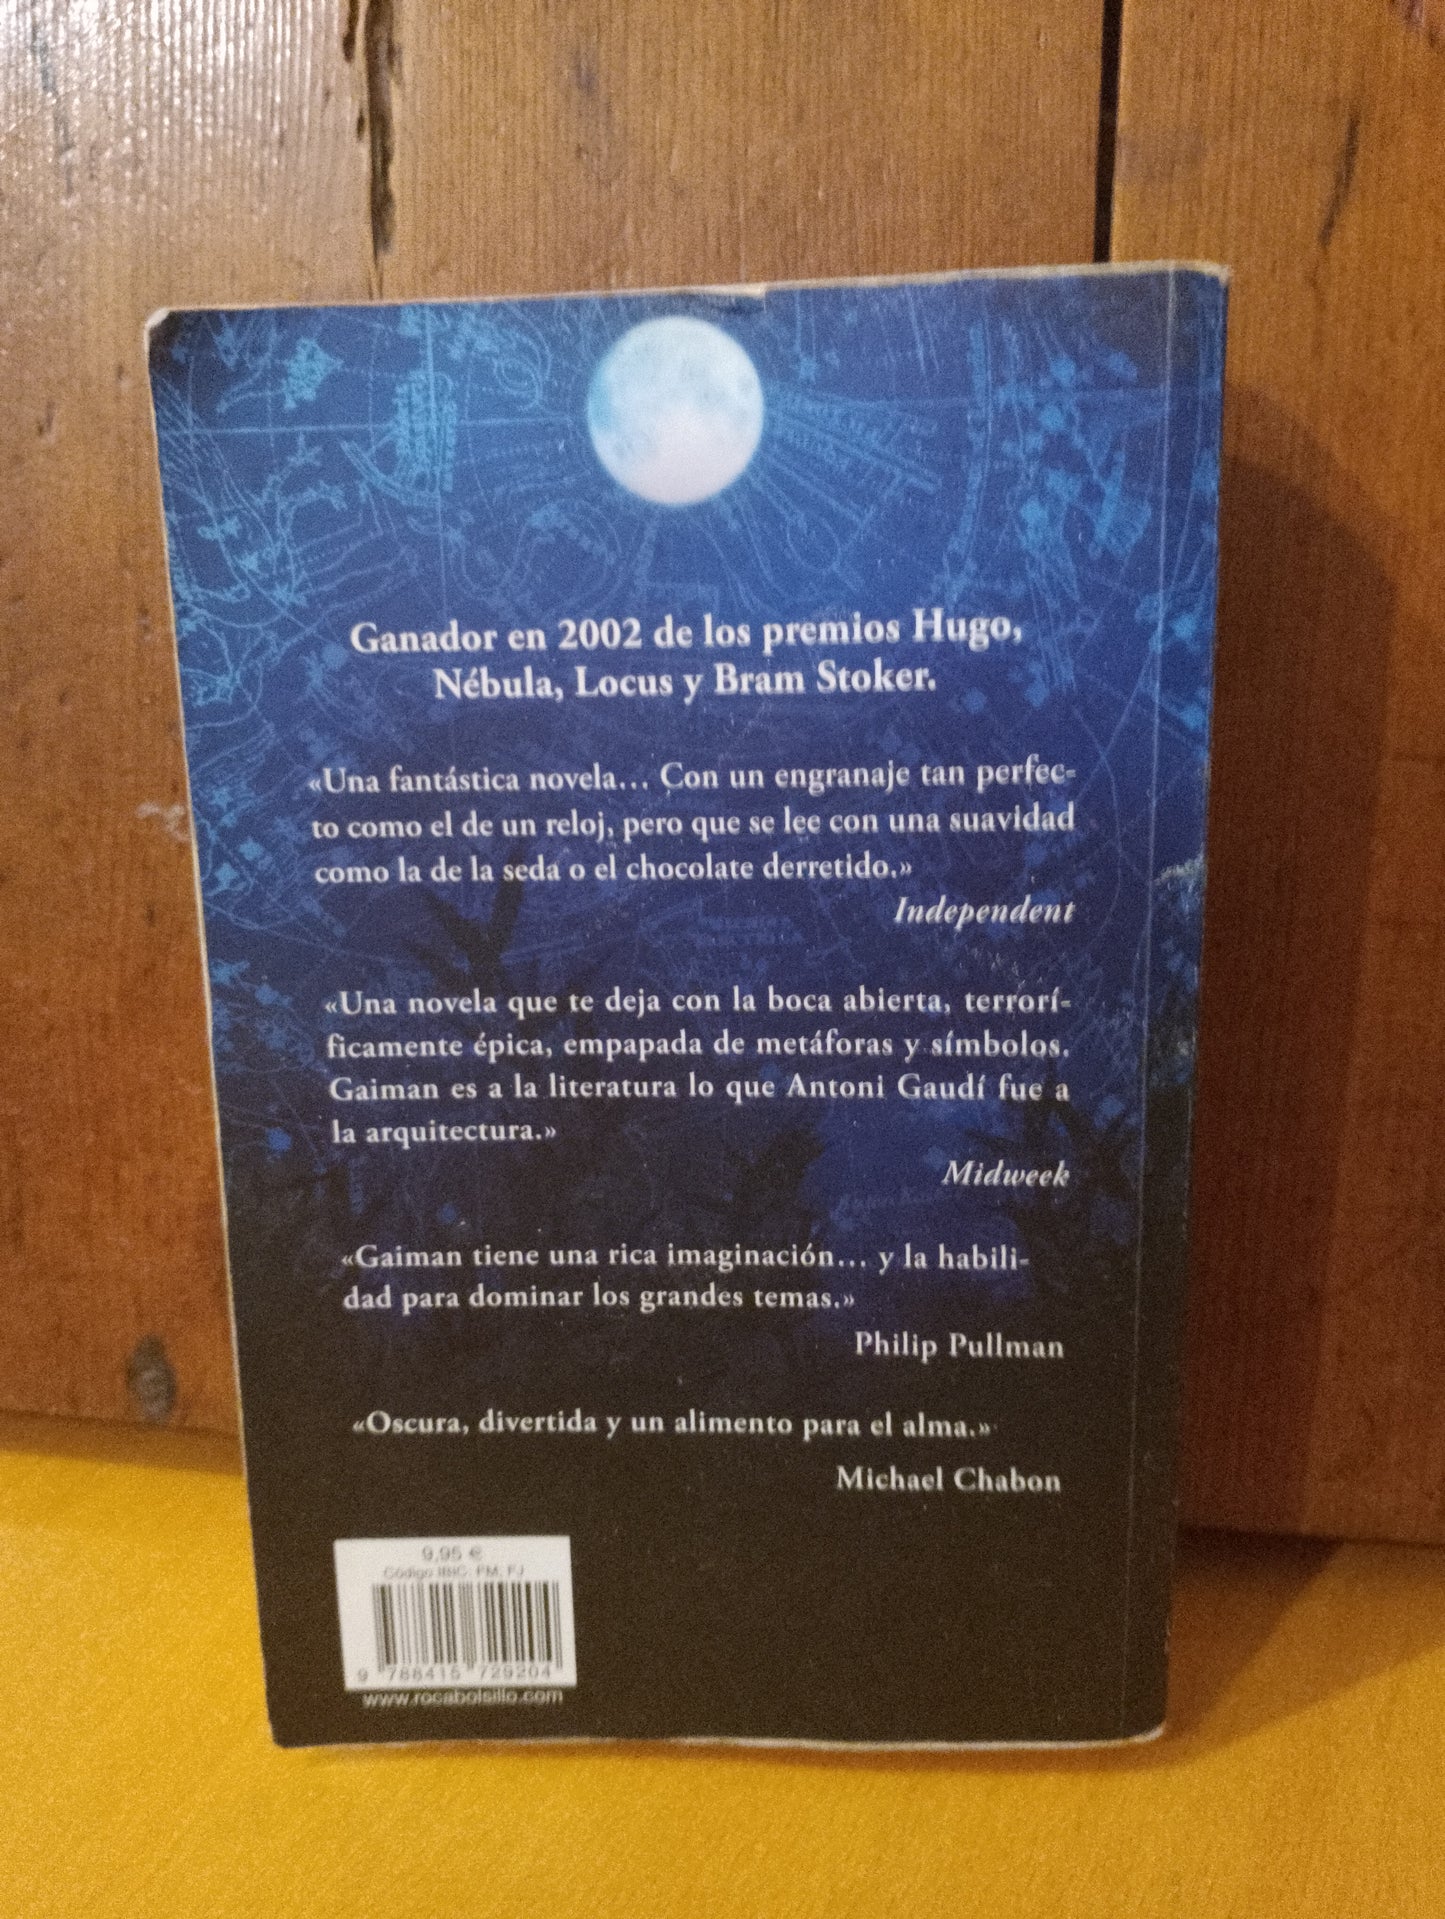 Ganador en 2002 de los premios Hugo,
Nébula, Locus y Bram Stoker.
«Una fantástica novela... Con un engranaje tan perfec-
to como el de un reloj, pero que se lee con una suavidad
como la de la seda o el chocolate derretido.»
Independent
«Una novela que te deja con la boca abierta, terrorí-
ficamente épica, empapada de metáforas y símbolos.
Gaiman es a la literatura lo que Antoni Gaudí fue a
la arquitectura.»
Midweek
«Gaiman tiene una rica imaginación... y la habili-
dad para dominar los grandes temas.»
Philip Pullman
«Oscura, divertida y un alimento para el alma.»
Michael Chabon
9,95 €
Código IBIC: FM, FJ
9 788415 729204
www.rocabolsillo.com